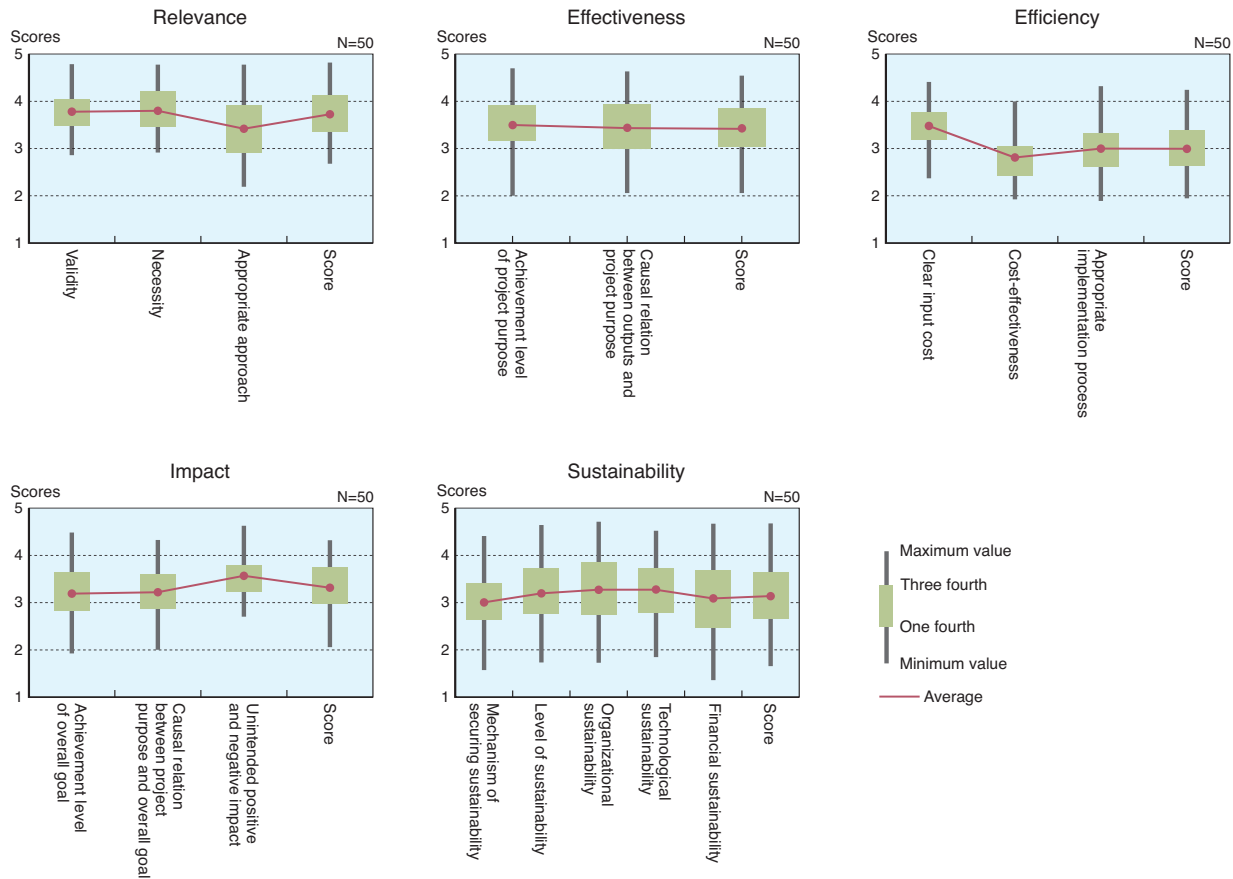 Relevance
Scores
N=50
5
4
3
2
1
Validity
Necessity
Appropriate approach
Score
Effectiveness
N=50
5
4
3
2
1
Achievement level
of project purpose
Causal relation
between outputs and
project purpose
Score
Efficiency
Scores
N=50
5
4
3
2
1
Clear input cost
Cost-effectiveness
Appropriate
implementation process
Score
Impact
Scores
N=50
5
4
3
2
1
Achievement level
of overall goal
Causal relation
between project
purpose and overall goal
Unintended positive
and negative impact
Score
Sustainability
Scores
N=50
5
4
3
2
1
Mechanism of
securing sustainability
Level of sustainability
Organizational
sustainability
Technological
sustainability
Financial sustainability
Score
Maximum value
Three fourth
One fourth
Minimum value
Average